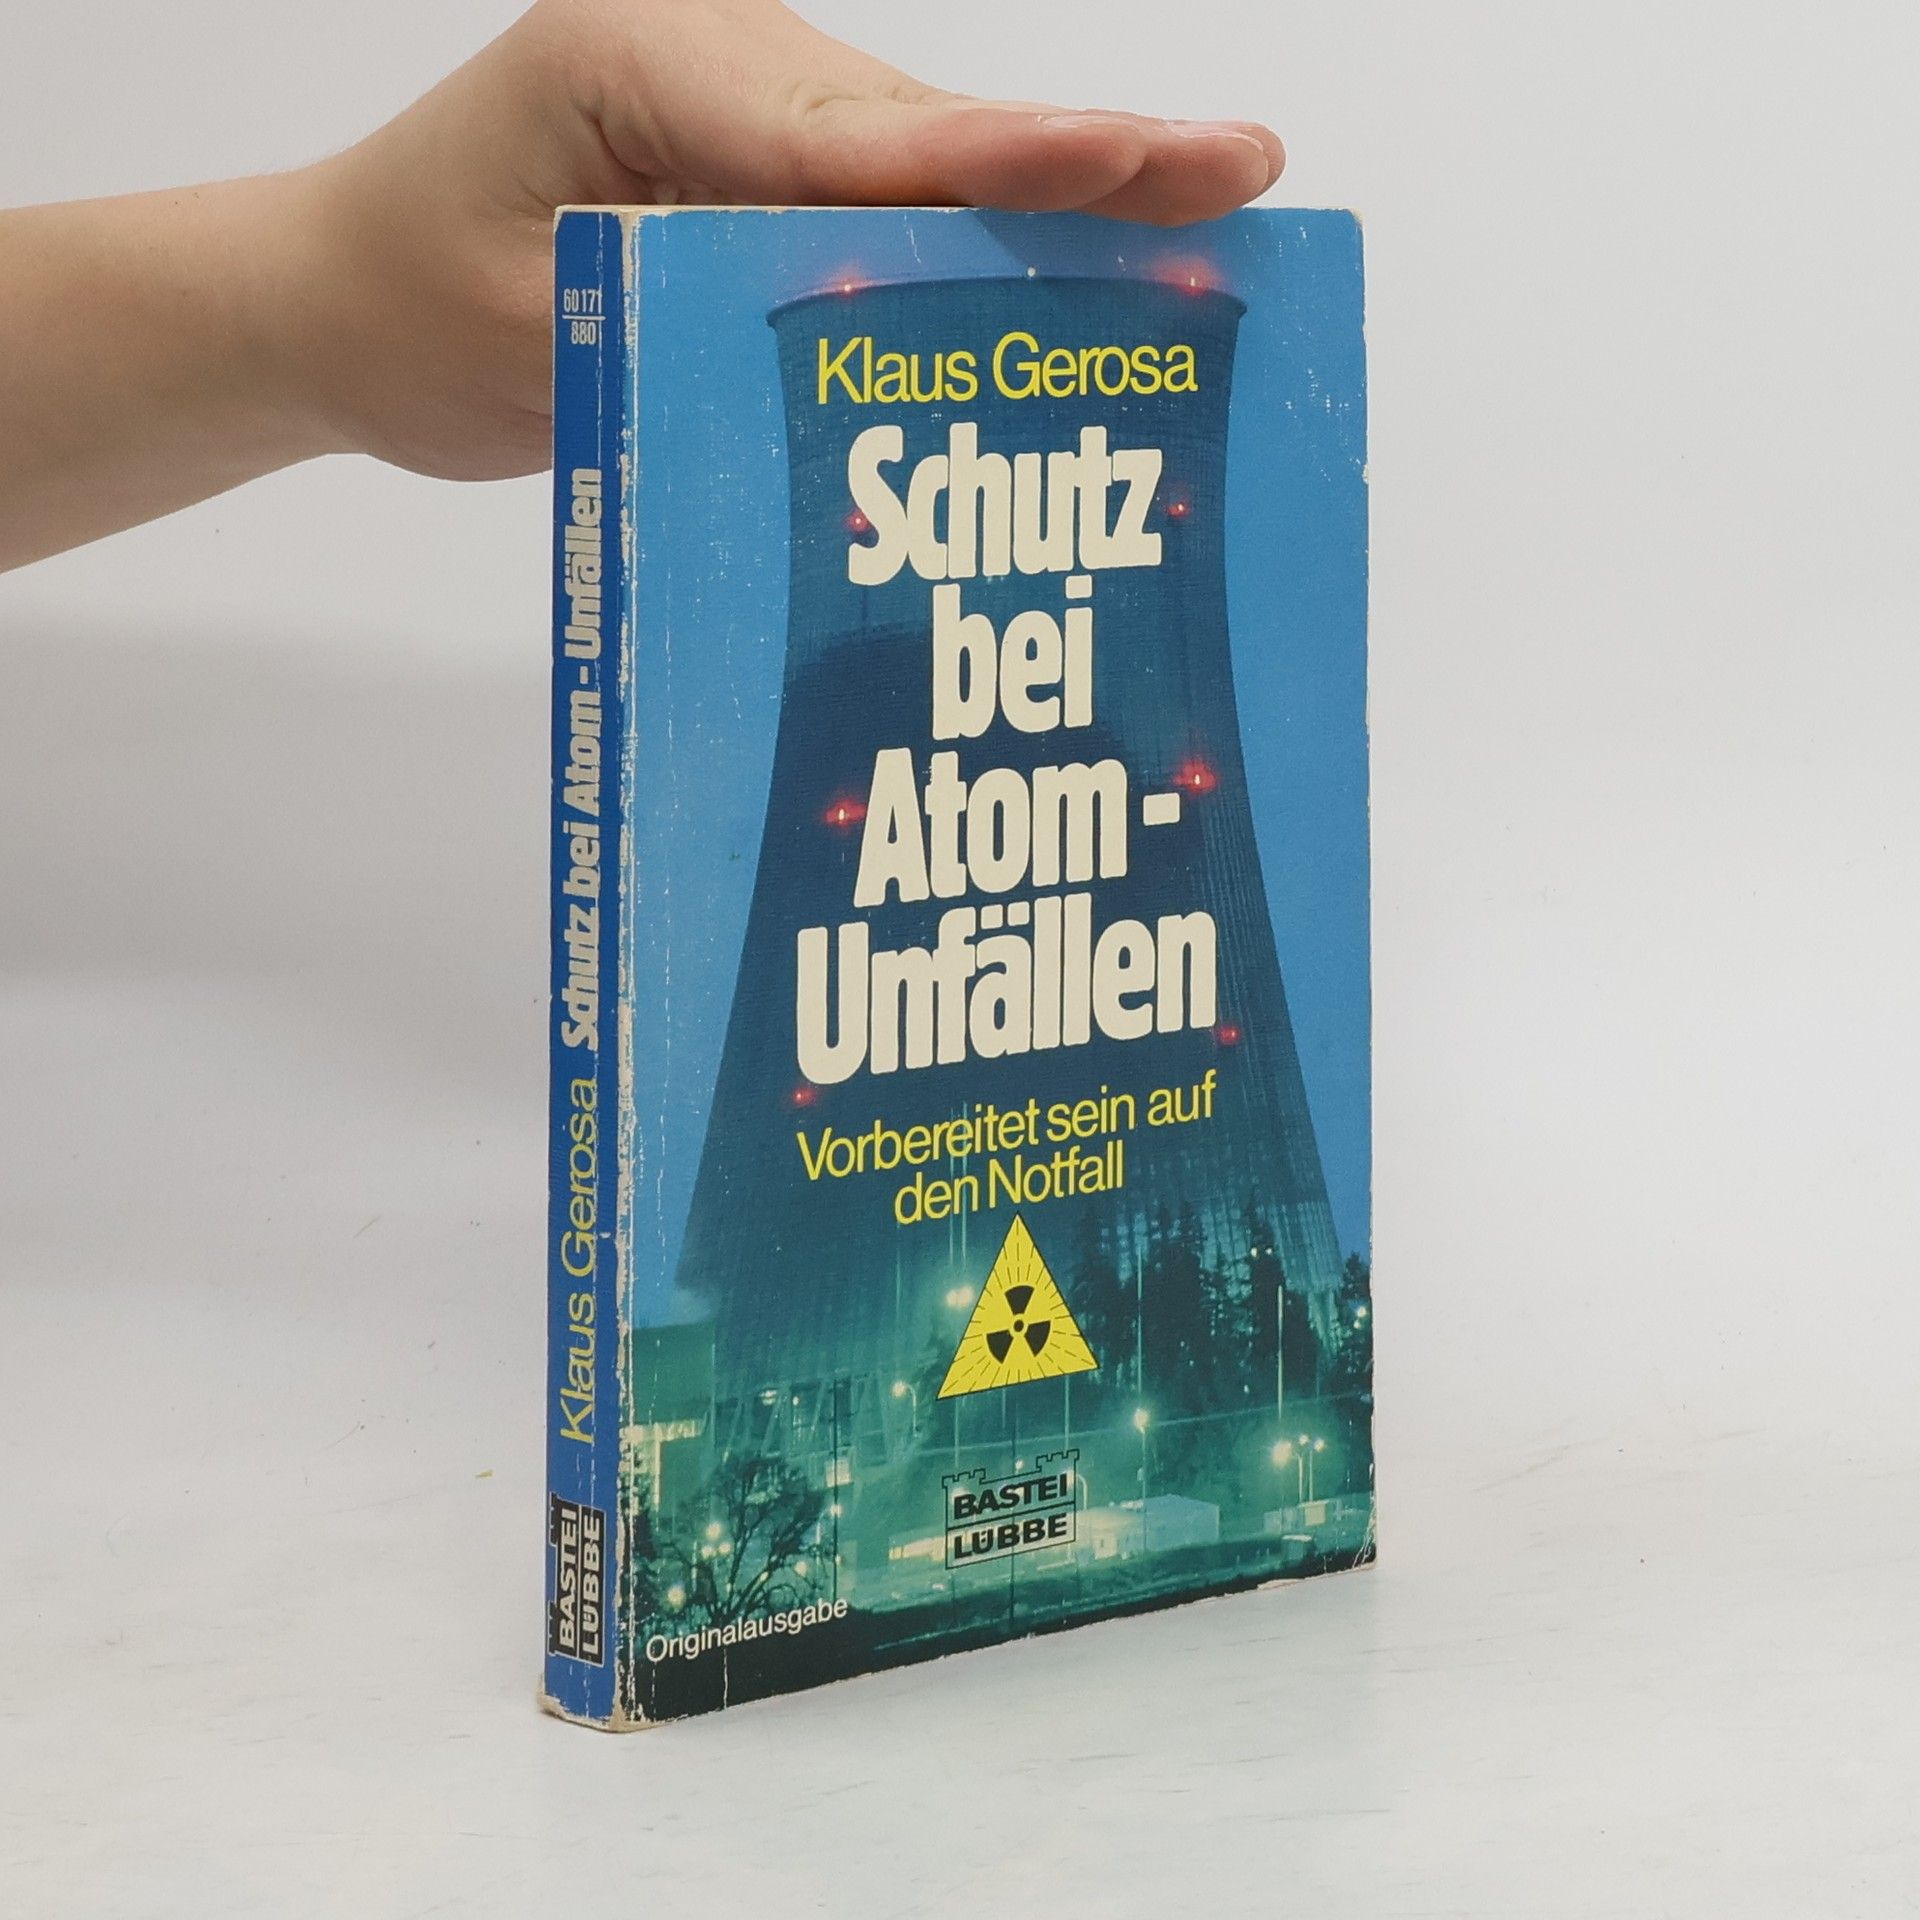 60171
880
Klaus Gerosa Schutz bei Atom-Unfällen
BASTEI
LÜBBE
Klaus Gerosa
Schutz
bei
Atom-
Unfällen
Vorbereitet sein auf
den Notfall
BASTEI
LÜBBE
Originalausgabe